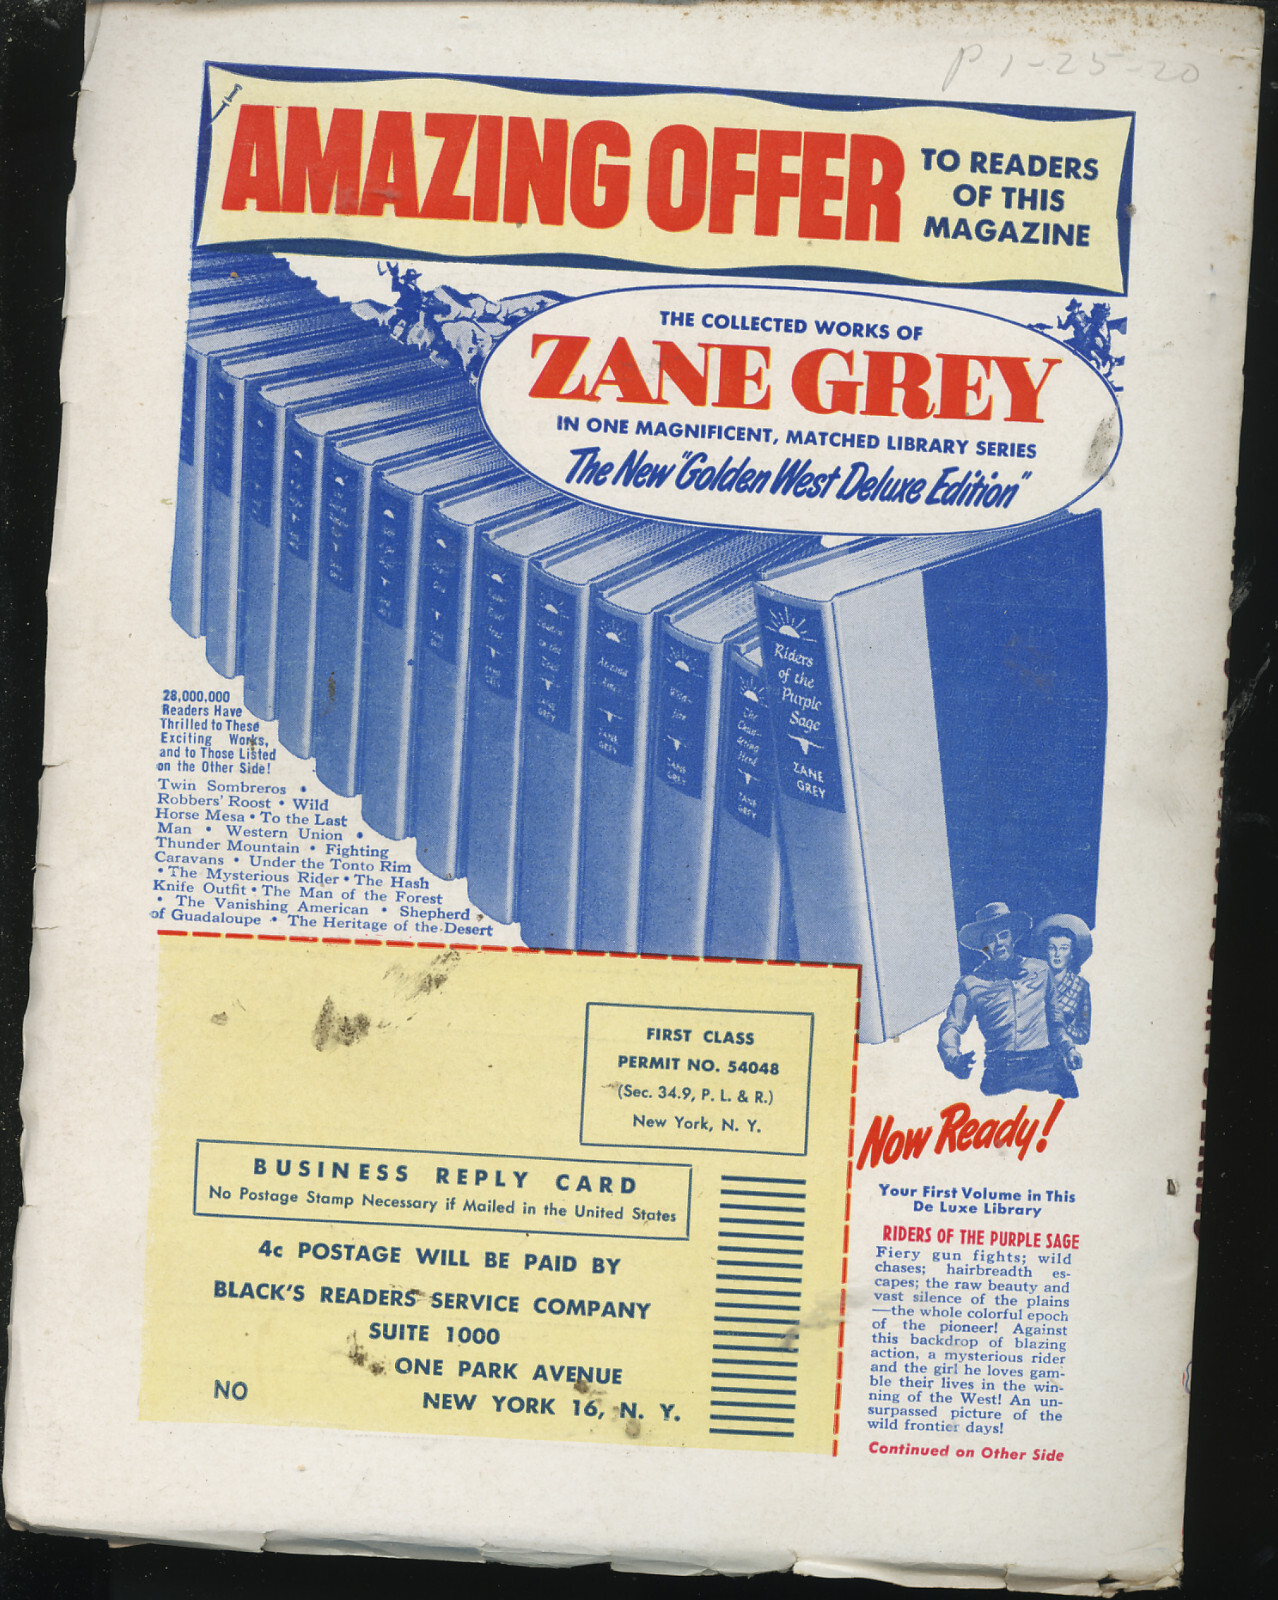 P 1-25-20
AMAZING OFFER
TO READERS
OF THIS
MAGAZINE
THE COLLECTED WORKS OF
ZANE GREY
IN ONE MAGNIFICENT, MATCHED LIBRARY SERIES
The New "Golden West Deluxe Edition"
Riders
of the
Purple
Sage
ZANE
GREY
ZANE
GREY
ZANE
GREY
ZANE
GREY
28,000,000
Readers Have
Thrilled to These
Exciting Works,
and to Those Listed
on the Other Side!
Twin Sombreros •
Robbers' Roost • Wild
Horse Mesa • To the Last
Man • Western Union •
Thunder Mountain • Fighting
Caravans • Under the Tonto Rim
• The Mysterious Rider • The Hash
Knife Outfit • The Man of the Forest
• The Vanishing American • Shepherd
of Guadaloupe • The Heritage of the Desert
FIRST CLASS
PERMIT NO. 54048
(Sec. 34.9, P. L. & R.)
New York, N. Y.
BUSINESS REPLY CARD
No Postage Stamp Necessary if Mailed in the United States
4c POSTAGE WILL BE PAID BY
BLACK'S READERS SERVICE COMPANY
SUITE 1000
ONE PARK AVENUE
NEW YORK 16, N. Y.
NO
Now Ready!
Your First Volume in This
De Luxe Library
RIDERS OF THE PURPLE SAGE
Fiery gun fights; wild
chases; hairbreadth es-
capes; the raw beauty and
vast silence of the plains
—the whole colorful epoch
of the pioneer! Against
this backdrop of blazing
action, a mysterious rider
and the girl he loves gam-
ble their lives in the win-
ning of the West! An un-
surpassed picture of the
wild frontier days!
Continued on Other Side